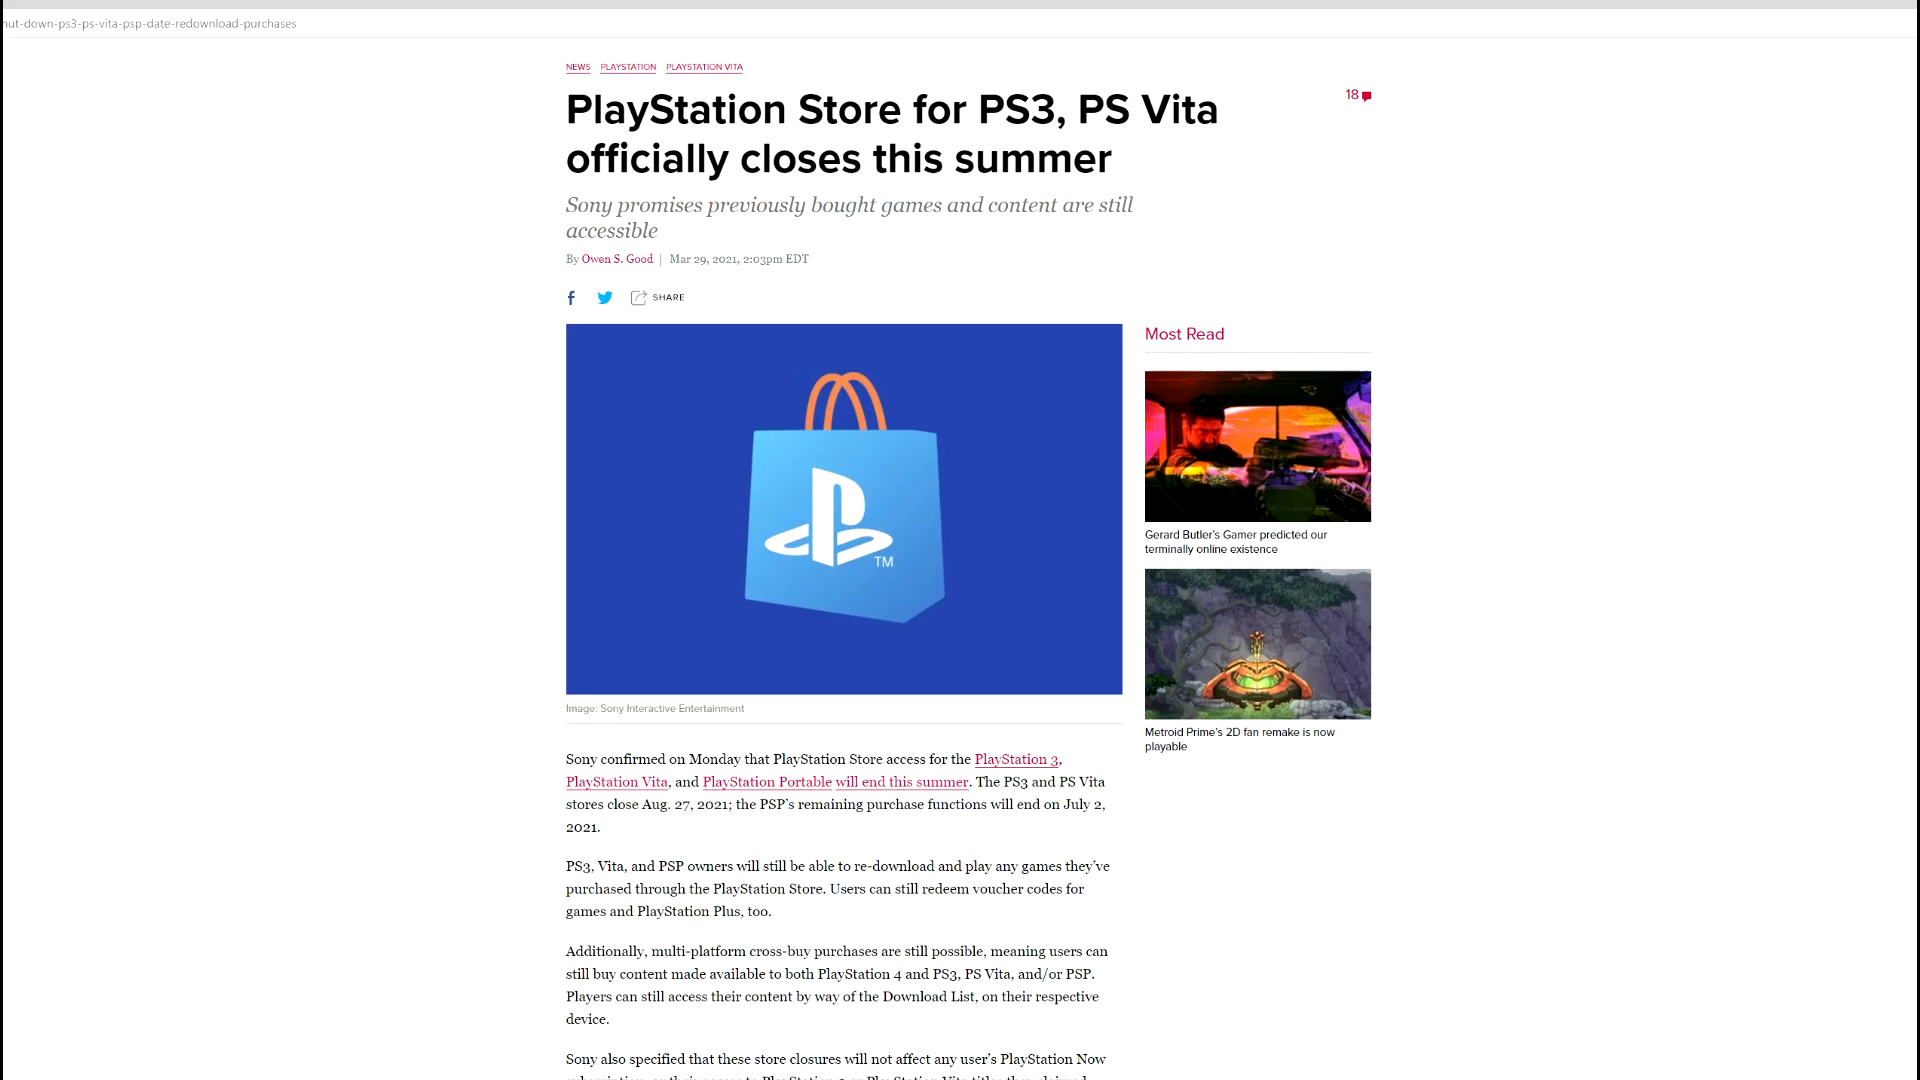 hut-down-ps3-ps-vita-psp-date-redownload-purchases
NEWS PLAYSTATION PLAYSTATION VITA
PlayStation Store for PS3, PS Vita
officially closes this summer
18
Sony promises previously bought games and content are still
accessible
By Owen S. Good | Mar 29, 2021, 2:03pm EDT
SHARE
TM
Image: Sony Interactive Entertainment
Sony confirmed on Monday that PlayStation Store access for the PlayStation 3,
PlayStation Vita, and PlayStation Portable will end this summer. The PS3 and PS Vita
stores close Aug. 27, 2021; the PSP’s remaining purchase functions will end on July 2,
2021.
PS3, Vita, and PSP owners will still be able to re-download and play any games they’ve
purchased through the PlayStation Store. Users can still redeem voucher codes for
games and PlayStation Plus, too.
Additionally, multi-platform cross-buy purchases are still possible, meaning users can
still buy content made available to both PlayStation 4 and PS3, PS Vita, and/or PSP.
Players can still access their content by way of the Download List, on their respective
device.
Sony also specified that these store closures will not affect any user’s PlayStation Now
Most Read
Gerard Butler’s Gamer predicted our
terminally online existence
Metroid Prime’s 2D fan remake is now
playable